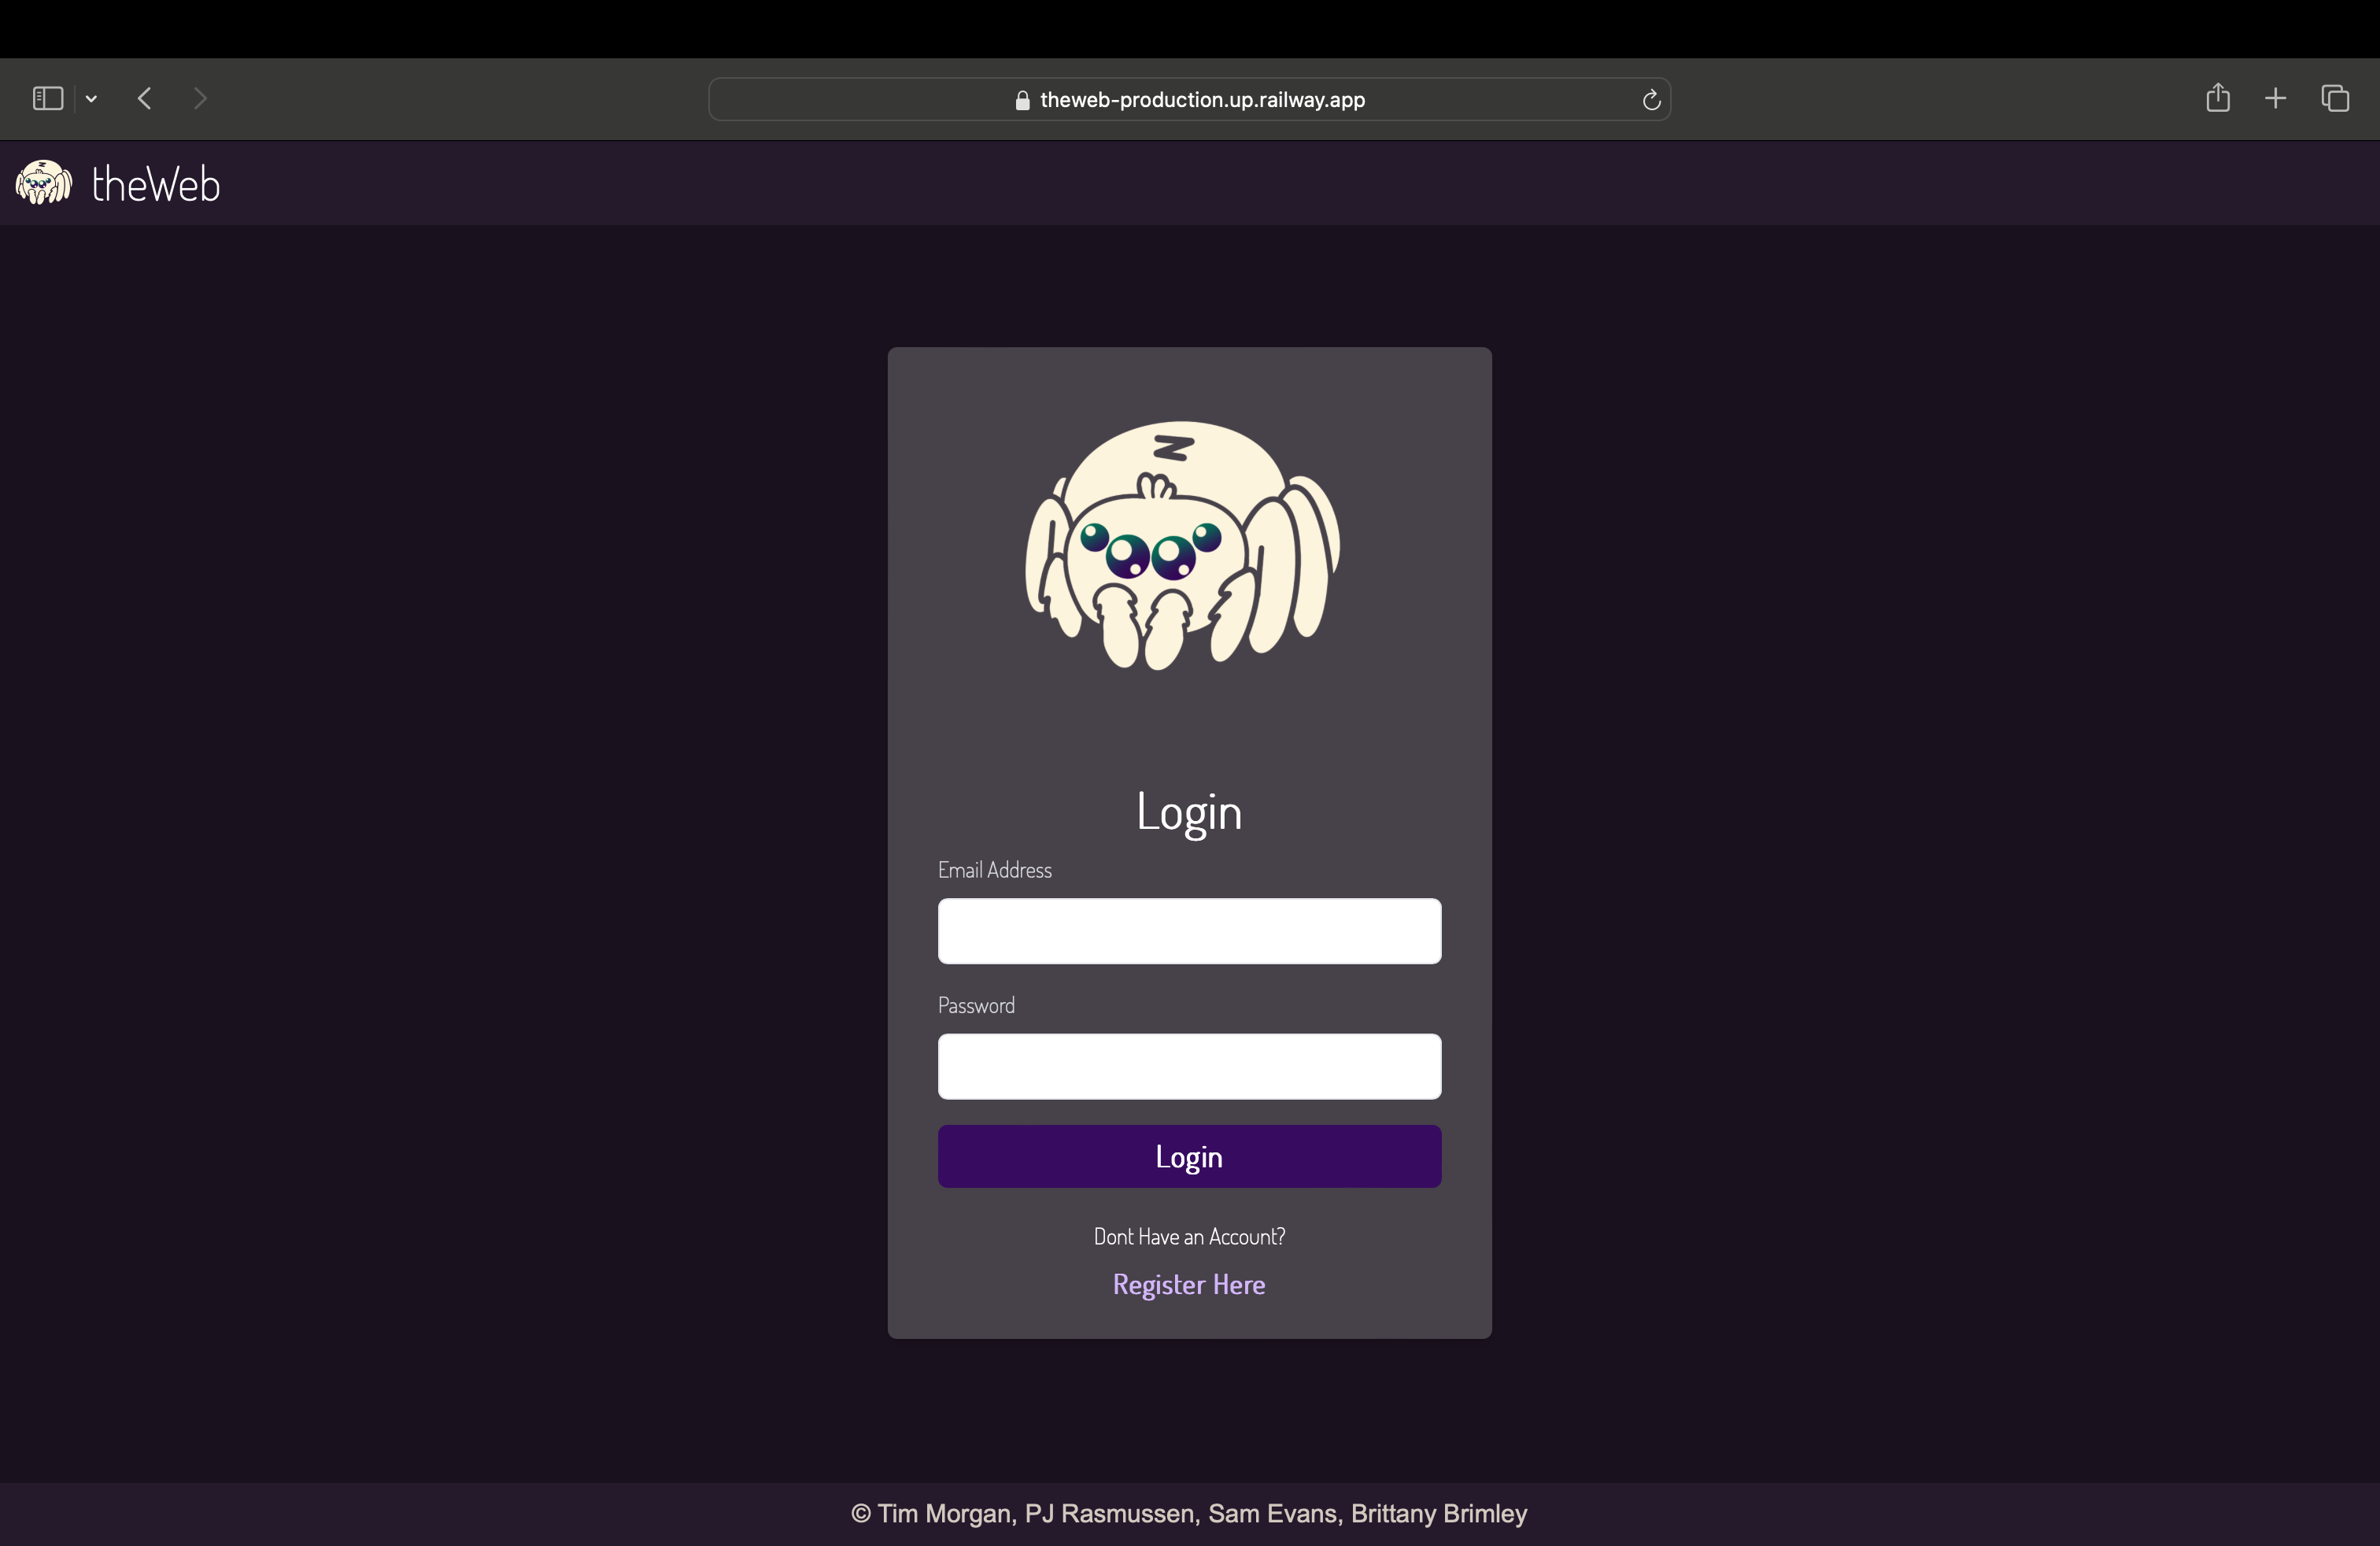 theweb-production.up.railway.app
theWeb
Login
Email Address
Password
Login
Dont Have an Account?
Register Here
© Tim Morgan, PJ Rasmussen, Sam Evans, Brittany Brimley